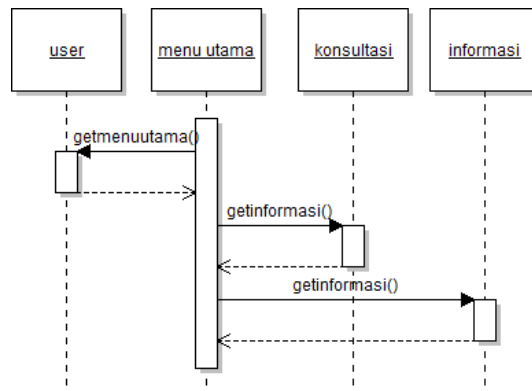 user
menu utama
konsultasi
informasi
getmenuutama()
getinformasi()
getinformasi()